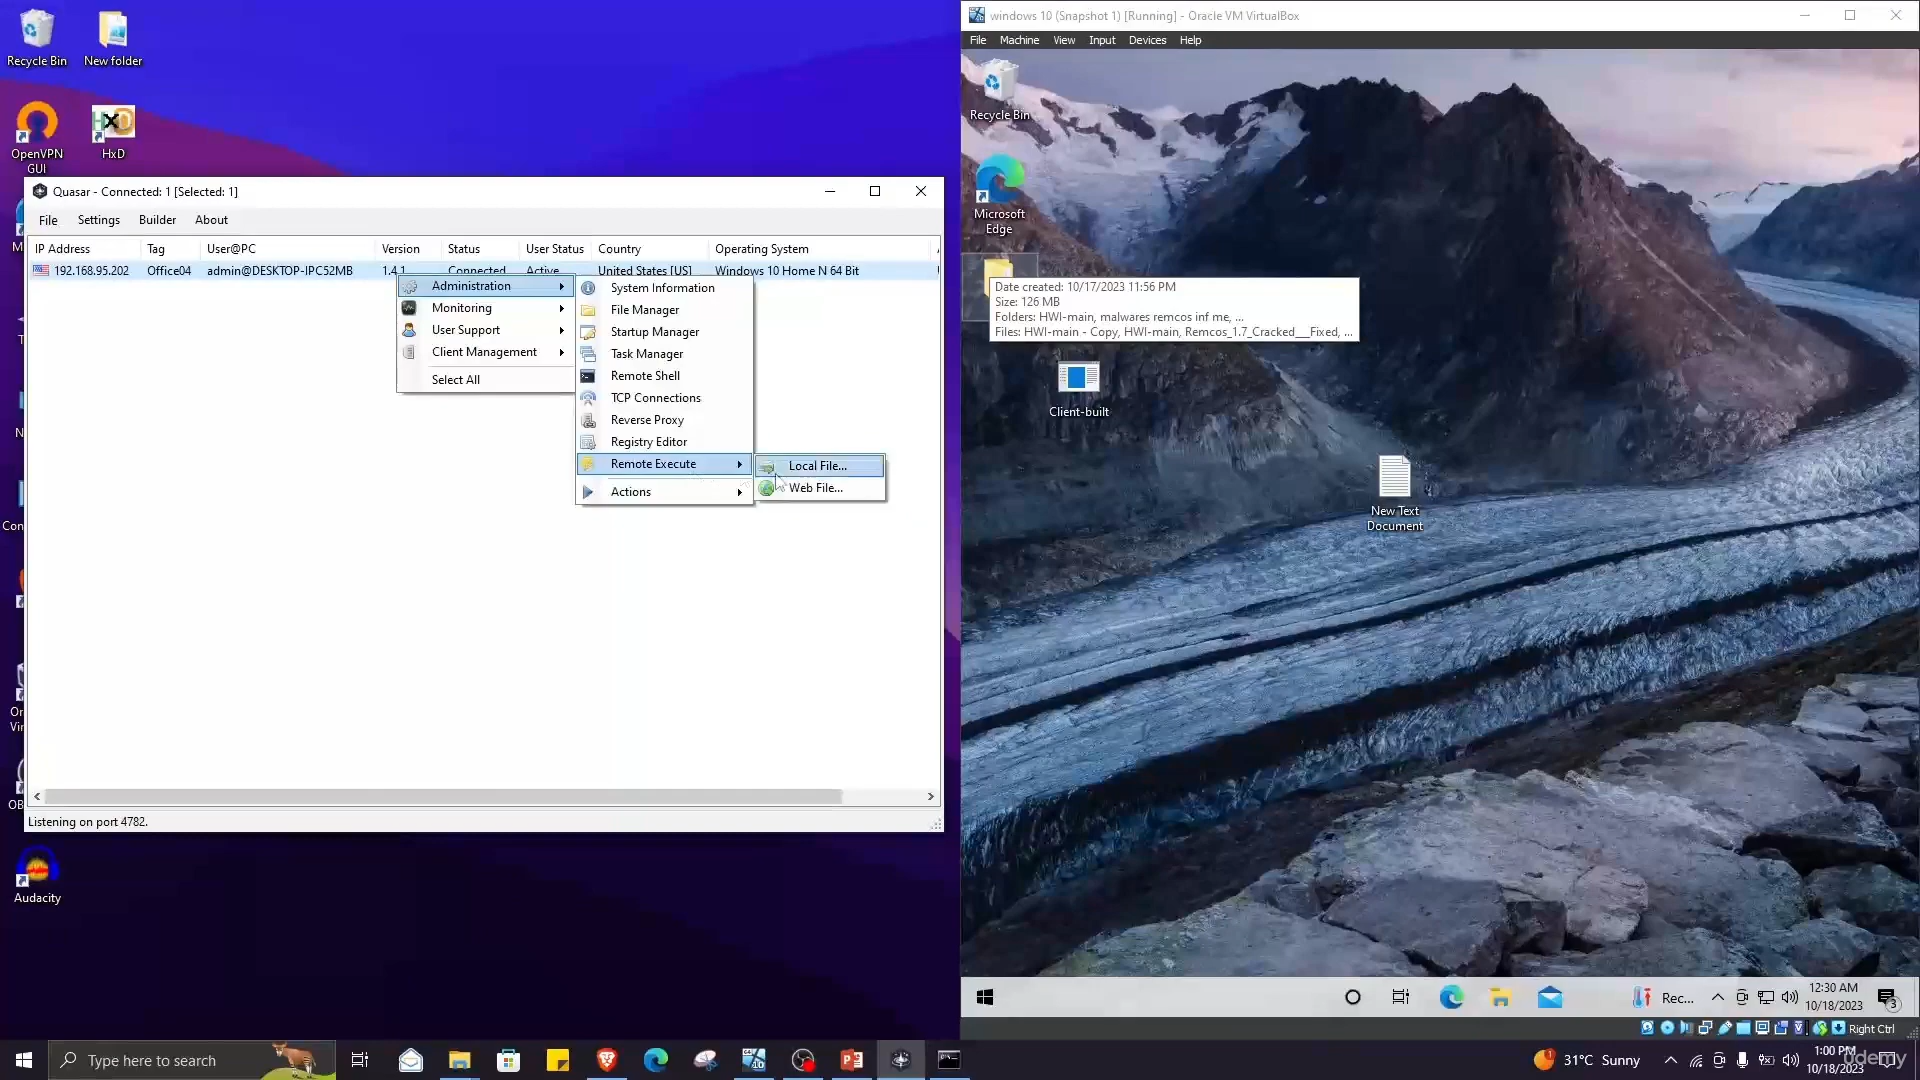 Recycle Bin
New folder
OpenVPN
GUI
HxD
Quasar - Connected: 1 [Selected: 1]
File Settings Builder About
IP Address Tag User@PC Version Status User Status Country Operating System
192.168.95.202 Office04 admin@DESKTOP-IPC52MB 1.4.1 Connected Active United States [US] Windows 10 Home N 64 Bit
Administration
Monitoring
User Support
Client Management
Select All
System Information
File Manager
Startup Manager
Task Manager
Remote Shell
TCP Connections
Reverse Proxy
Registry Editor
Remote Execute
Actions
Local File...
Web File...
Listening on port 4782.
Audacity
windows 10 (Snapshot 1) [Running] - Oracle VM VirtualBox
File Machine View Input Devices Help
Recycle Bin
Microsoft
Edge
Date created: 10/17/2023 11:56 PM
Size: 126 MB
Folders: HWI-main, malwares remcos inf me, ...
Files: HWI-main - Copy, HWI-main, Remcos_1.7_Cracked___Fixed, ...
Client-built
New Text
Document
Rec...
12:30 AM
10/18/2023
3
Right Ctrl
Type here to search
31°C Sunny
1:00 PM
10/18/2023
udemy